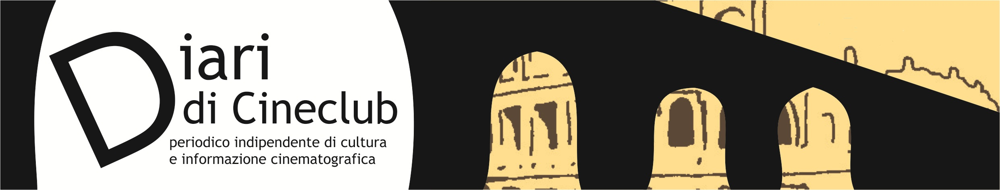 Diari
di Cineclub
periodico indipendente di cultura
e informazione cinematografica